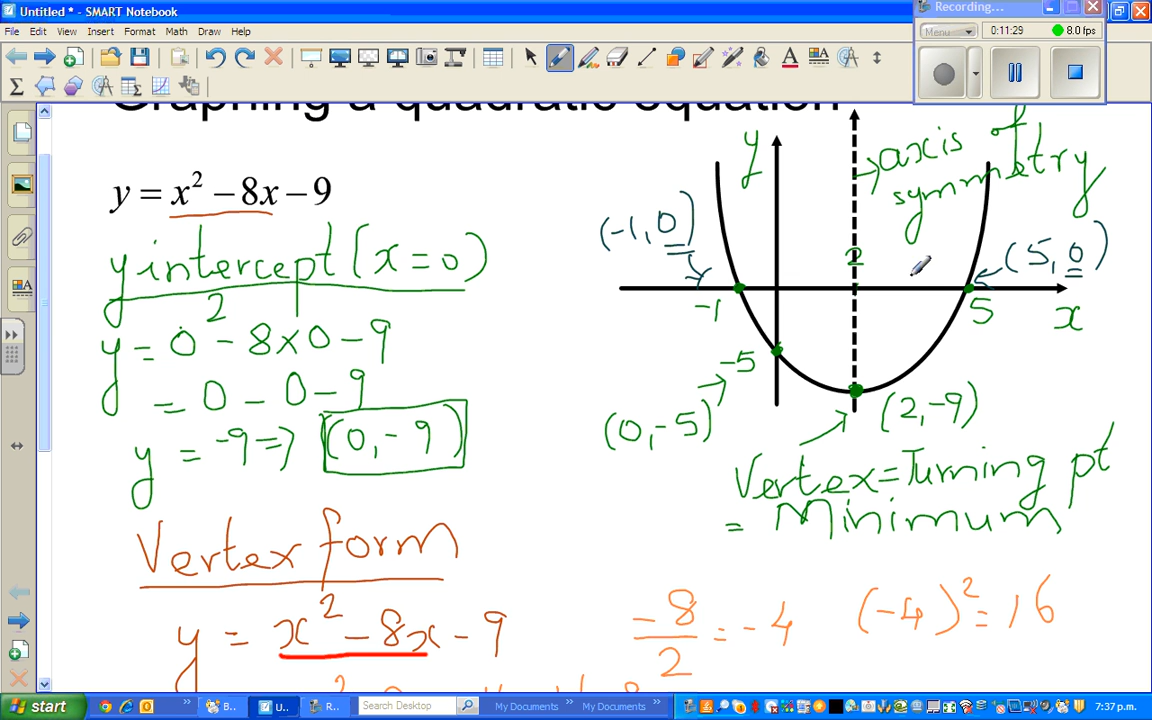 Untitled * - SMART Notebook
Recording...
File Edit View Insert Format Math Draw Help
Menu
0:11:29
8.0 fps
Graphing a quadratic equation
y = x² - 8x - 9
y intercept (x=0)
y = 0² - 8×0 - 9
= 0 - 0 - 9
y = -9 => (0, -9)
Vertex form
y = x² - 8x - 9
y
axis of
symmetry
(-1, 0)
2
(5, 0)
-1
5
x
-5
(0, -5)
(2, -9)
Vertex = Turning pt
= Minimum
-8/2 = -4
(-4)² = 16
start
B...
U...
R...
Search Desktop
My Documents
My Documents
7:37 p.m.